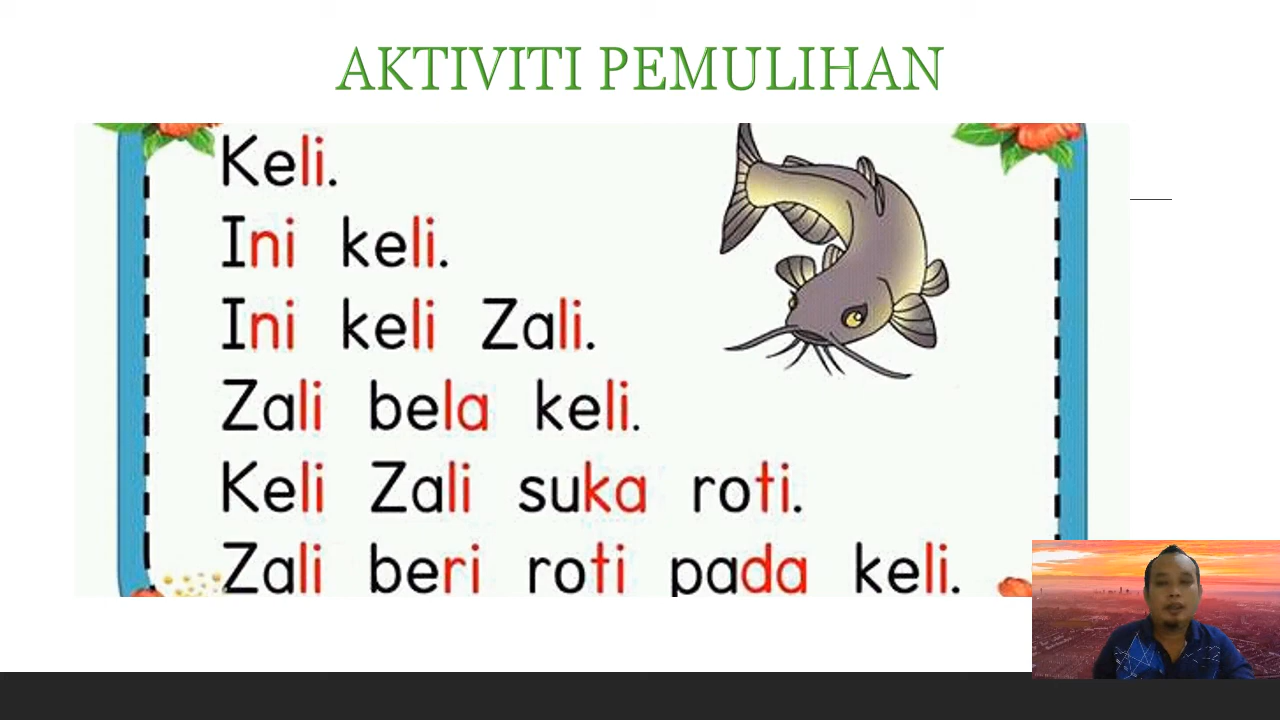 AKTIVITI PEMULIHAN
Keli.
Ini keli.
Ini keli Zali.
Zali bela keli.
Keli Zali suka roti.
Zali beri roti pada keli.